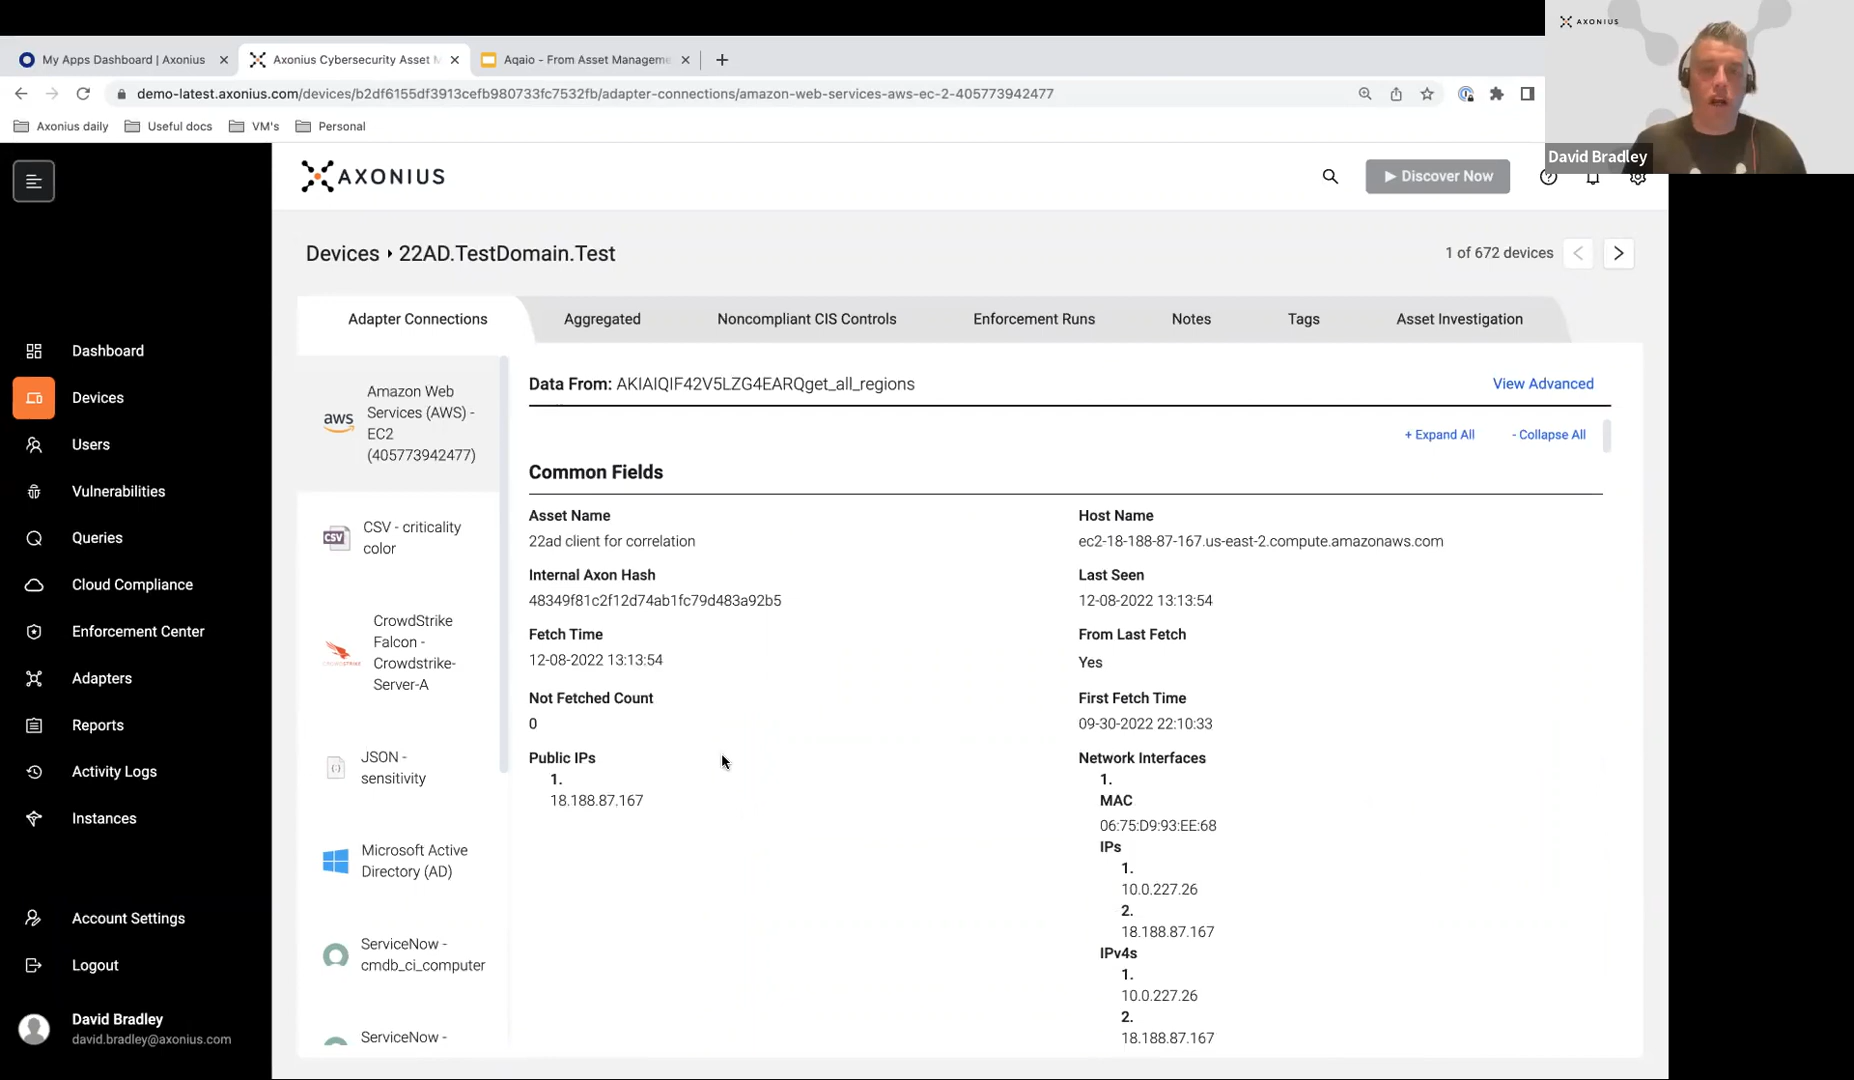 AXONIUS
My Apps Dashboard | Axonius
Axonius Cybersecurity Asset M
Aqaio - From Asset Manageme
demo-latest.axonius.com/devices/b2df6155df3913cefb980733fc7532fb/adapter-connections/amazon-web-services-aws-ec-2-405773942477
Axonius daily
Useful docs
VM's
Personal
David Bradley
AXONIUS
Discover Now
Devices
22AD.TestDomain.Test
1 of 672 devices
Adapter Connections
Aggregated
Noncompliant CIS Controls
Enforcement Runs
Notes
Tags
Asset Investigation
Dashboard
Devices
Users
Vulnerabilities
Queries
Cloud Compliance
Enforcement Center
Adapters
Reports
Activity Logs
Instances
Account Settings
Logout
David Bradley
david.bradley@axonius.com
aws
Amazon Web
Services (AWS) -
EC2
(405773942477)
CSV
CSV - criticality
color
CrowdStrike
Falcon -
Crowdstrike-
Server-A
JSON -
sensitivity
Microsoft Active
Directory (AD)
ServiceNow -
cmdb_ci_computer
ServiceNow -
Data From: AKIAIQIF42V5LZG4EARQget_all_regions
View Advanced
+ Expand All
- Collapse All
Common Fields
Asset Name
22ad client for correlation
Internal Axon Hash
48349f81c2f12d74ab1fc79d483a92b5
Fetch Time
12-08-2022 13:13:54
Not Fetched Count
0
Public IPs
1.
18.188.87.167
Host Name
ec2-18-188-87-167.us-east-2.compute.amazonaws.com
Last Seen
12-08-2022 13:13:54
From Last Fetch
Yes
First Fetch Time
09-30-2022 22:10:33
Network Interfaces
1.
MAC
06:75:D9:93:EE:68
IPs
1.
10.0.227.26
2.
18.188.87.167
IPv4s
1.
10.0.227.26
2.
18.188.87.167